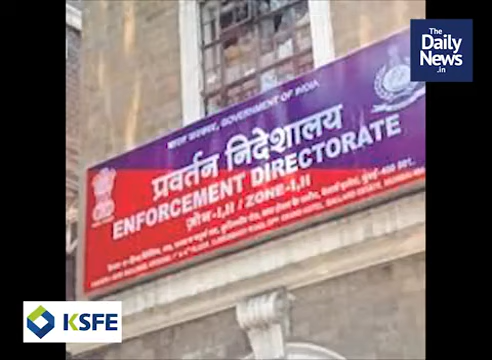 The
Daily
News
.in
भारत सरकार, GOVERNMENT OF INDIA
प्रवर्तन निदेशालय
ENFORCEMENT DIRECTORATE
ज़ोन-I,II / ZONE-I,II
KSFE